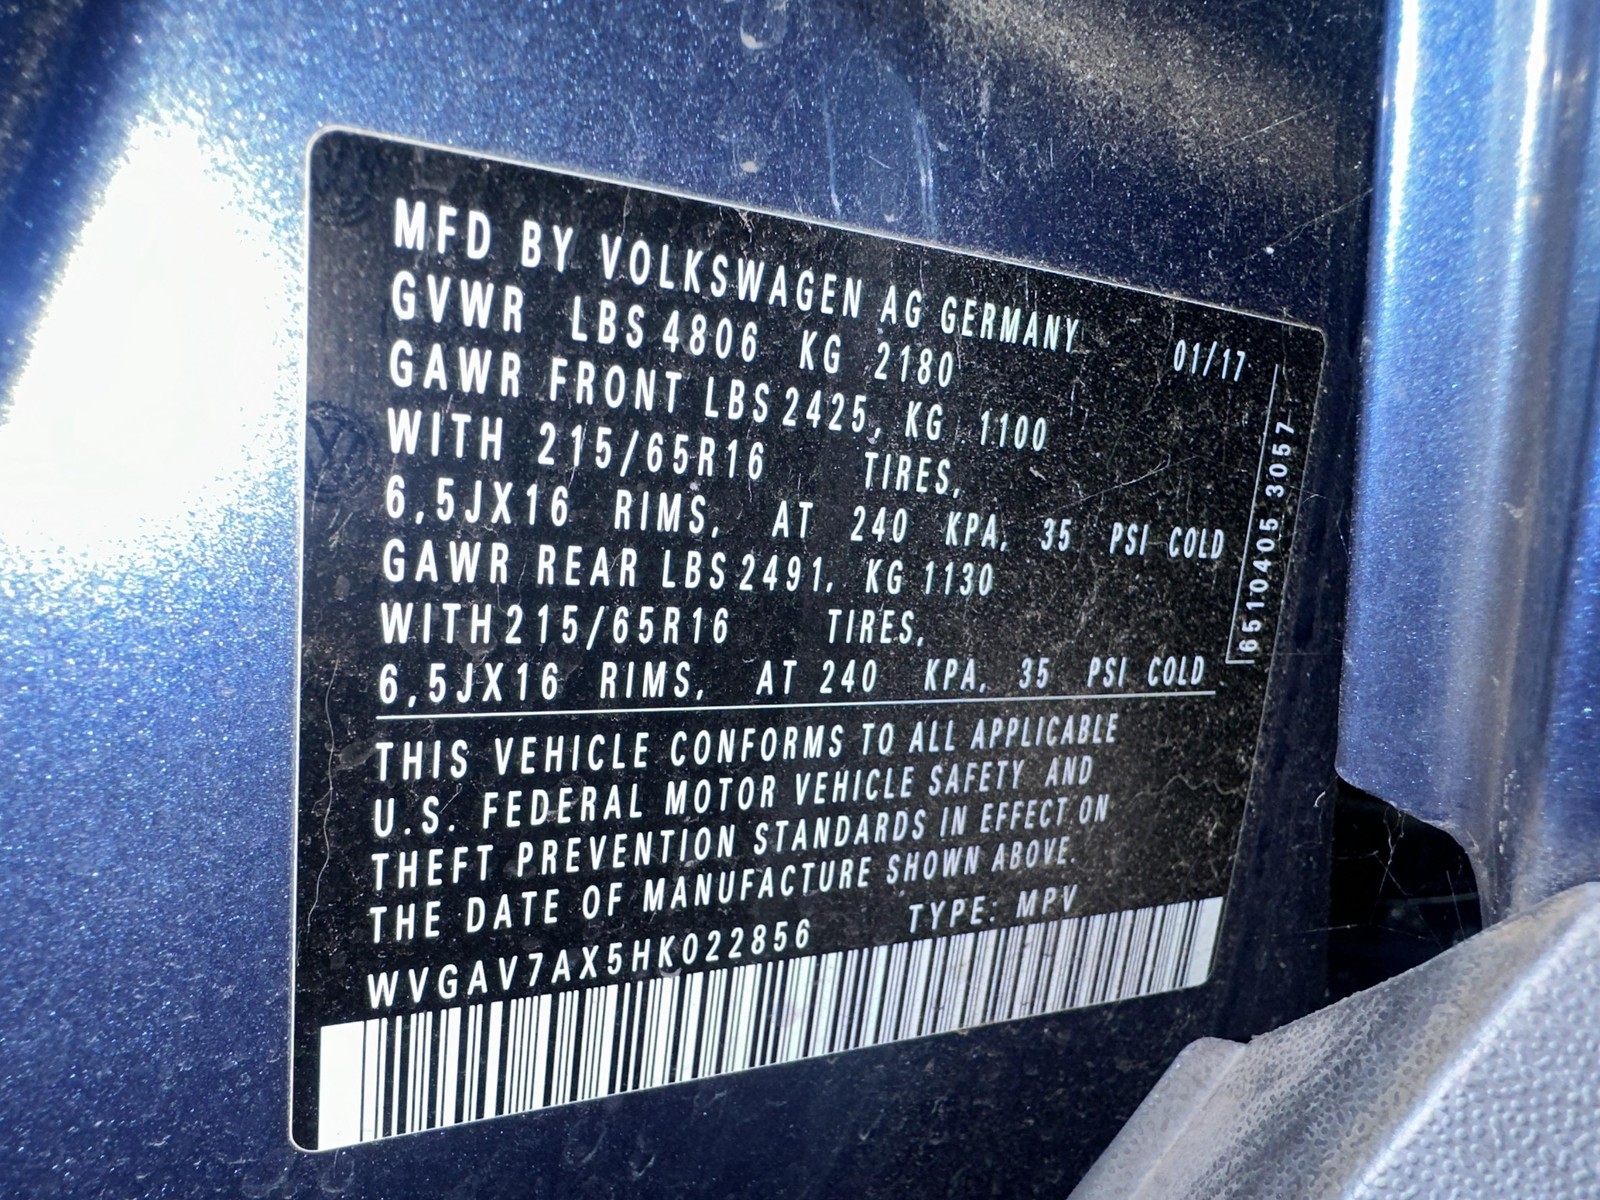 MFD BY VOLKSWAGEN AG GERMANY
GVWR LBS 4806 KG 2180 01/17
GAWR FRONT LBS 2425, KG 1100
WITH 215/65R16 TIRES,
6,5JX16 RIMS, AT 240 KPA, 35 PSI COLD
GAWR REAR LBS 2491, KG 1130
WITH 215/65R16 TIRES,
6,5JX16 RIMS, AT 240 KPA, 35 PSI COLD
THIS VEHICLE CONFORMS TO ALL APPLICABLE
U.S. FEDERAL MOTOR VEHICLE SAFETY AND
THEFT PREVENTION STANDARDS IN EFFECT ON
THE DATE OF MANUFACTURE SHOWN ABOVE.
WVGAV7AX5HK022856 TYPE: MPV
6510405 3057